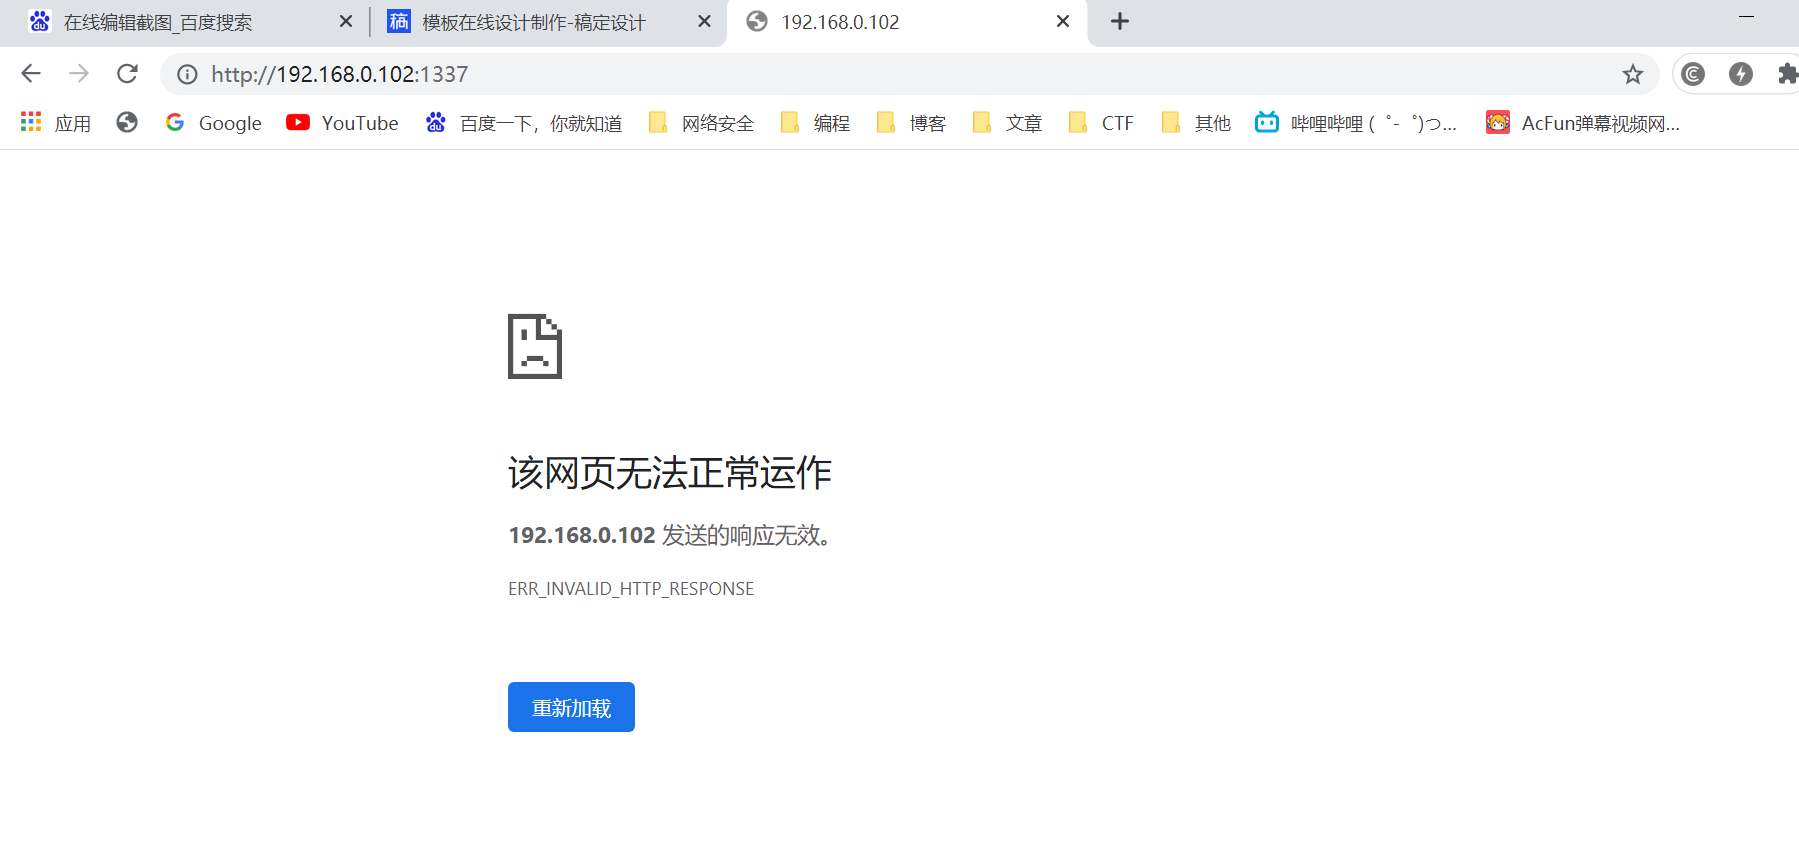 在线编辑截图_百度搜索
模板在线设计制作-稿定设计
192.168.0.102
http://192.168.0.102:1337
应用
Google
YouTube
百度一下，你就知道
网络安全
编程
博客
文章
CTF
其他
哔哩哔哩 ( ゜- ゜)つ...
AcFun弹幕视频网...
该网页无法正常运作
192.168.0.102 发送的响应无效。
ERR_INVALID_HTTP_RESPONSE
重新加载